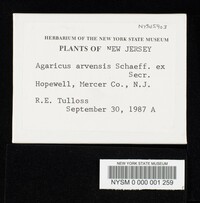 HERBARIUM OF THE NEW YORK STATE MUSEUM
PLANTS OF NEW JERSEY
Agaricus arvensis Schaeff. ex
Secr.
Hopewell, Mercer Co., N.J.
R.E. Tulloss
September 30, 1987 A
NEW YORK STATE MUSEUM
NYSM 0 000 001 259